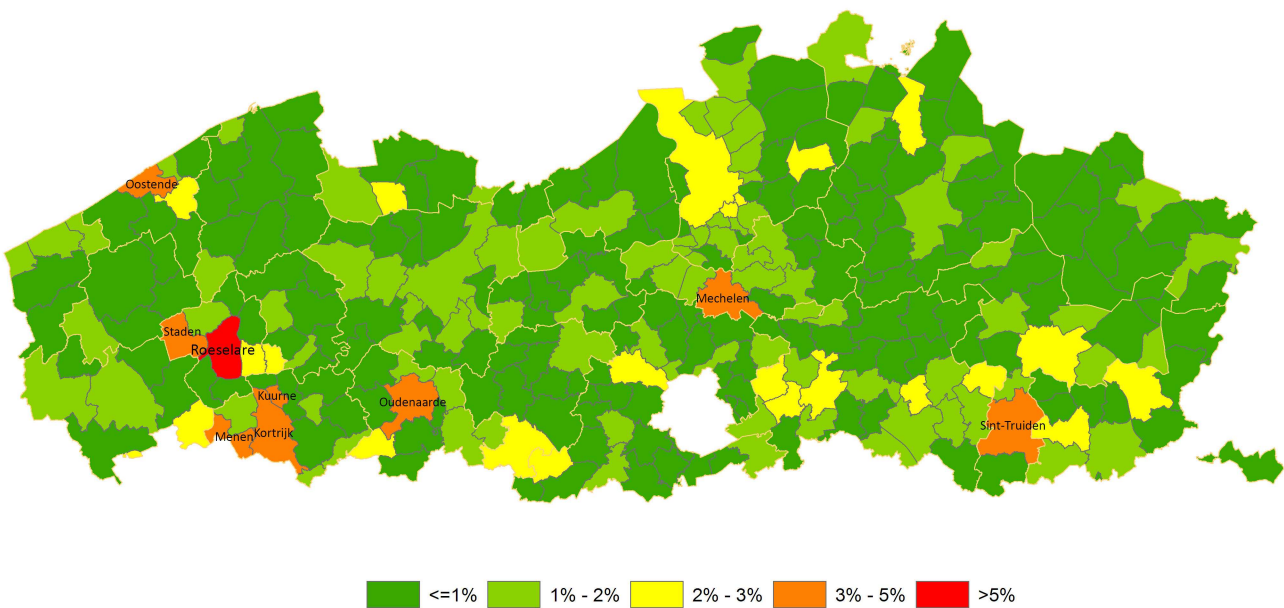 Oostende
Mechelen
Staden
Roeselare
Kuurne
Oudenaarde
Sint-Truiden
Menen
Kortrijk
<=1% 1% - 2% 2% - 3% 3% - 5% >5%